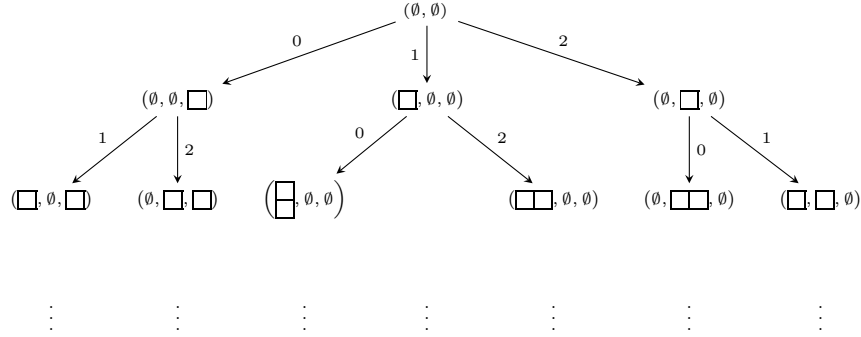 (∅, ∅)
0 1 2
(∅, ∅, □) (□, ∅, ∅) (∅, □, ∅)
1 2 0 2 0 1
(□, ∅, □) (∅, □, □) (□□, ∅, ∅) (□□, ∅, ∅) (∅, □□, ∅) (□, □, ∅)
⋮ ⋮ ⋮ ⋮ ⋮ ⋮ ⋮